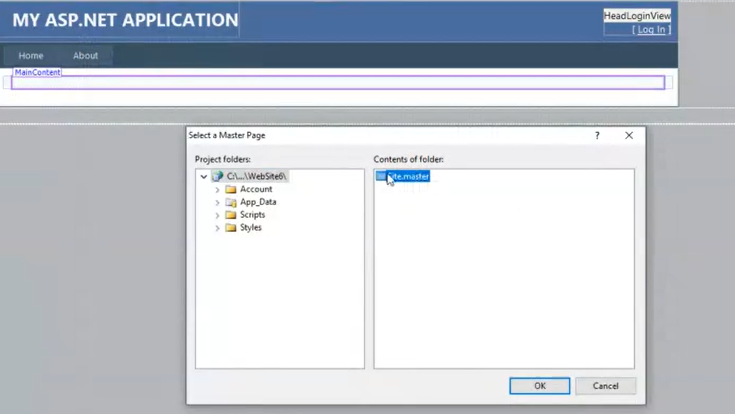 MY ASP.NET APPLICATION
HeadLoginView
[ Log In ]
Home About
MainContent
Select a Master Page
? 
Project folders: Contents of folder:
C:\...\WebSite6\ Site.master
Account
App_Data
Scripts
Styles
OK Cancel